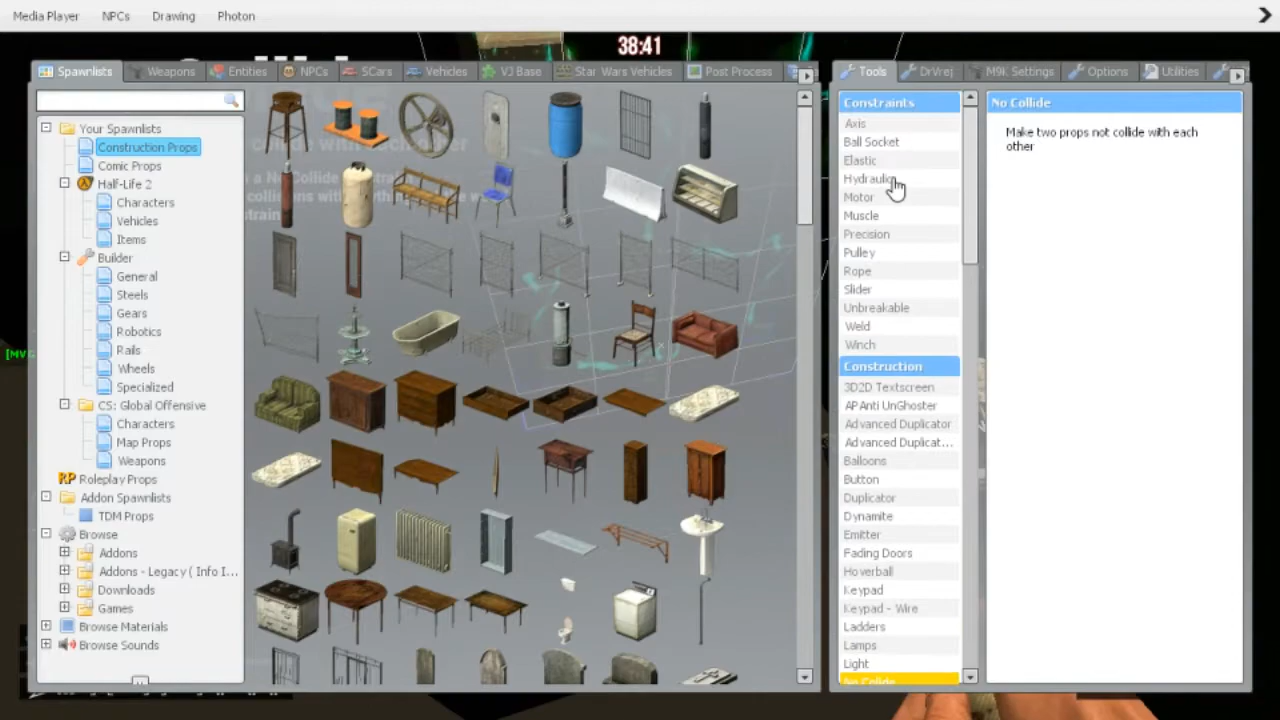 Media Player NPCs Drawing Photon
38:41
Spawnlists Weapons Entities NPCs SCars Vehicles VJ Base Star Wars Vehicles Post Process
Tools DrVrej M9K Settings Options Utilities
Your Spawnlists
Construction Props
Comic Props
Half-Life 2
Characters
Vehicles
Items
Builder
General
Steels
Gears
Robotics
Rails
Wheels
Specialized
CS: Global Offensive
Characters
Map Props
Weapons
RP Roleplay Props
Addon Spawnlists
TDM Props
Browse
Addons
Addons - Legacy ( Info I...
Downloads
Games
Browse Materials
Browse Sounds
Constraints
Axis
Ball Socket
Elastic
Hydraulic
Motor
Muscle
Precision
Pulley
Rope
Slider
Unbreakable
Weld
Winch
Construction
3D2D Textscreen
AP Anti UnGhoster
Advanced Duplicator
Advanced Duplicat...
Balloons
Button
Duplicator
Dynamite
Emitter
Fading Doors
Hoverball
Keypad
Keypad - Wire
Ladders
Lamps
Light
No Collide
No Collide
Make two props not collide with each
other